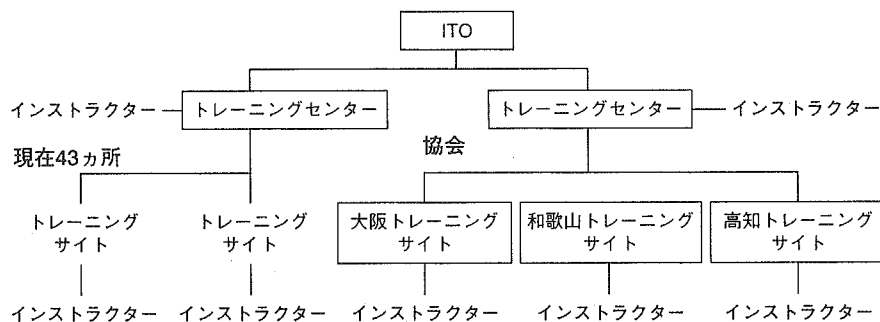 ITO
インストラクター
トレーニングセンター
トレーニングセンター
インストラクター
現在43ヵ所
協会
トレーニング
サイト
トレーニング
サイト
大阪トレーニング
サイト
和歌山トレーニング
サイト
高知トレーニング
サイト
インストラクター
インストラクター
インストラクター
インストラクター
インストラクター